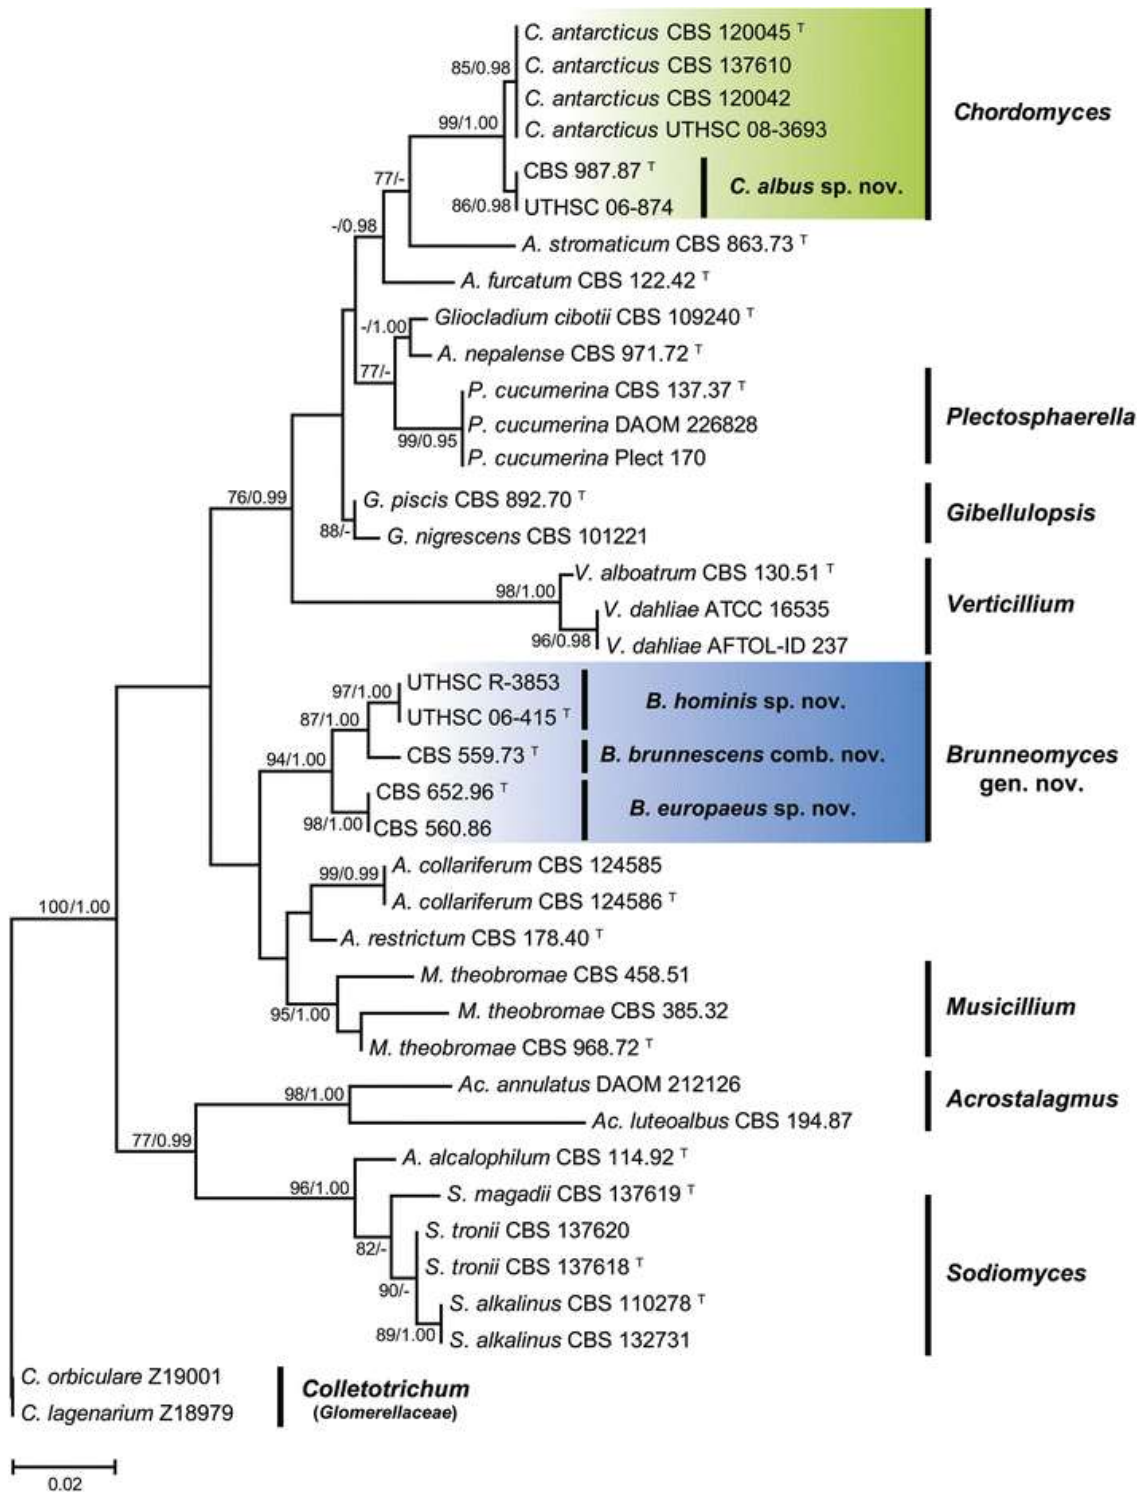 C. antarcticus CBS 120045 T
C. antarcticus CBS 137610
85/0.98
C. antarcticus CBS 120042
Chordomyces
99/1.00
C. antarcticus UTHSC 08-3693
CBS 987.87 T
77/-
C. albus sp. nov.
86/0.98
UTHSC 06-874
-/0.98
A. stromaticum CBS 863.73 T
A. furcatum CBS 122.42 T
Gliocladium cibotii CBS 109240 T
-/1.00
A. nepalense CBS 971.72 T
77/-
P. cucumerina CBS 137.37 T
Plectosphaerella
P. cucumerina DAOM 226828
99/0.95
P. cucumerina Plect 170
76/0.99
G. piscis CBS 892.70 T
Gibellulopsis
88/-
G. nigrescens CBS 101221
V. alboatrum CBS 130.51 T
98/1.00
V. dahliae ATCC 16535
Verticillium
96/0.98
V. dahliae AFTOL-ID 237
UTHSC R-3853
97/1.00
B. hominis sp. nov.
87/1.00
UTHSC 06-415 T
94/1.00
CBS 559.73 T
B. brunnescens comb. nov.
Brunneomyces
gen. nov.
CBS 652.96 T
B. europaeus sp. nov.
98/1.00
CBS 560.86
A. collariferum CBS 124585
99/0.99
A. collariferum CBS 124586 T
100/1.00
A. restrictum CBS 178.40 T
M. theobromae CBS 458.51
95/1.00
M. theobromae CBS 385.32
Musicillium
M. theobromae CBS 968.72 T
Ac. annulatus DAOM 212126
98/1.00
Acrostalagmus
Ac. luteoalbus CBS 194.87
77/0.99
A. alcalophilum CBS 114.92 T
96/1.00
S. magadii CBS 137619 T
S. tronii CBS 137620
82/-
S. tronii CBS 137618 T
Sodiomyces
90/-
S. alkalinus CBS 110278 T
89/1.00
S. alkalinus CBS 132731
C. orbiculare Z19001
Colletotrichum
C. lagenarium Z18979
(Glomerellaceae)
0.02